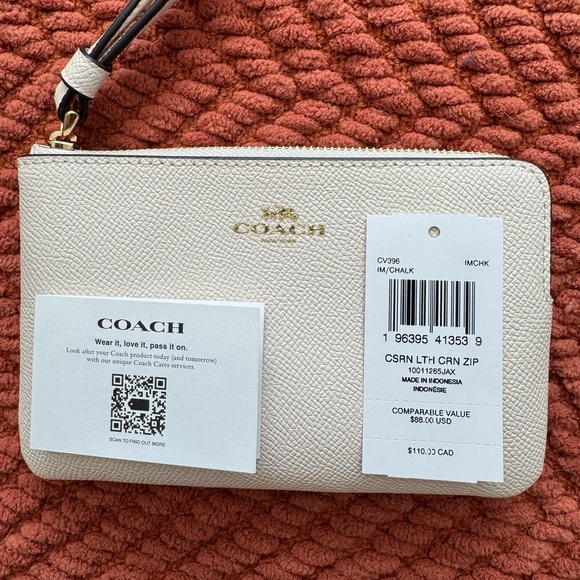 COACH
NEW YORK
COACH
Wear it, love it, pass it on.
Look after your Coach product today (and tomorrow)
with our unique Coach Cares services.
SCAN TO FIND OUT MORE
CV396 IMCHK
IM/CHALK
1 96395 41353 9
CSRN LTH CRN ZIP
10011265JAX
MADE IN INDONESIA
INDONÉSIE
COMPARABLE VALUE
$88.00 USD
$110.00 CAD